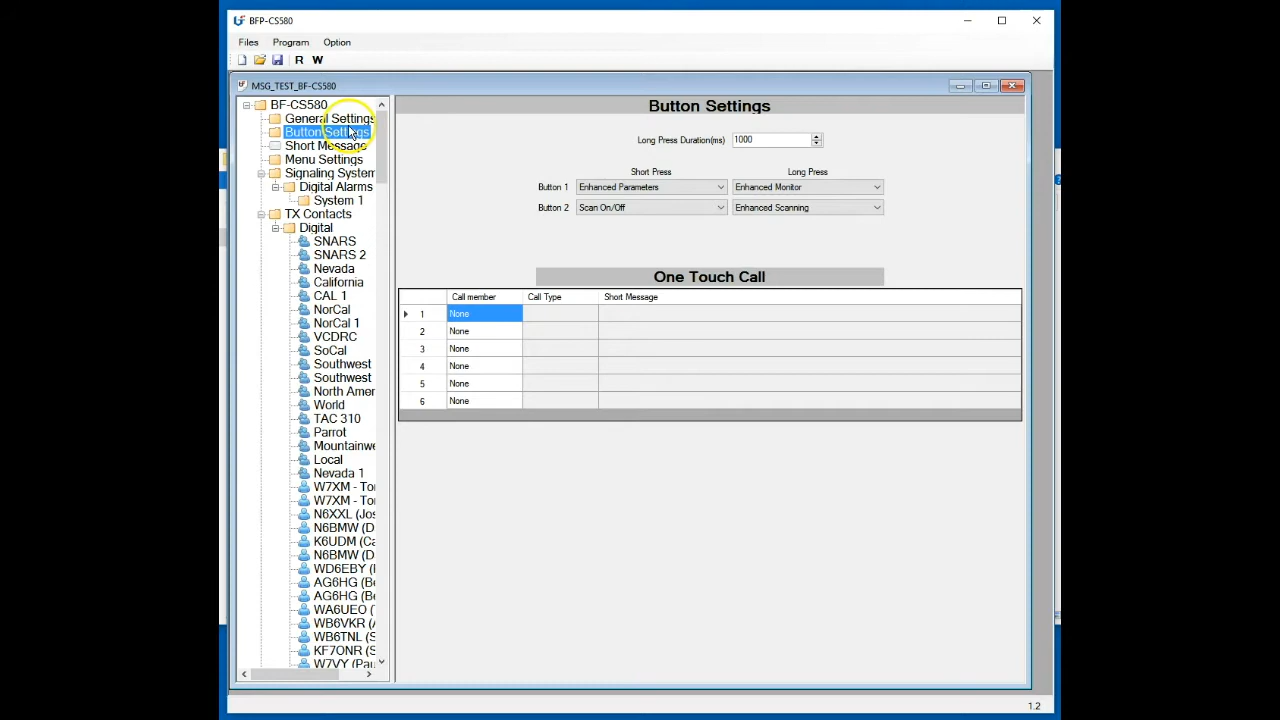 BFP-CS580
Files Program Option
R W
MSG_TEST_BF-CS580
BF-CS580
General Settings
Button Settings
Short Message
Menu Settings
Signaling System
Digital Alarms
System 1
TX Contacts
Digital
SNARS
SNARS 2
Nevada
California
CAL 1
NorCal
NorCal 1
VCDRC
SoCal
Southwest
Southwest
North Amer
World
TAC 310
Parrot
Mountainwe
Local
Nevada 1
W7XM - To
W7XM - To
N6XXL (Jos
N6BMW (D
K6UDM (Ca
N6BMW (D
WD6EBY (
AG6HG (Be
AG6HG (Be
WA6UEO (
WB6VKR (
WB6TNL (S
KF7ONR (S
W7VY (Pau
Button Settings
Long Press Duration(ms) 1000
Short Press Long Press
Button 1 Enhanced Parameters Enhanced Monitor
Button 2 Scan On/Off Enhanced Scanning
One Touch Call
Call member Call Type Short Message
1 None
2 None
3 None
4 None
5 None
6 None
1.2